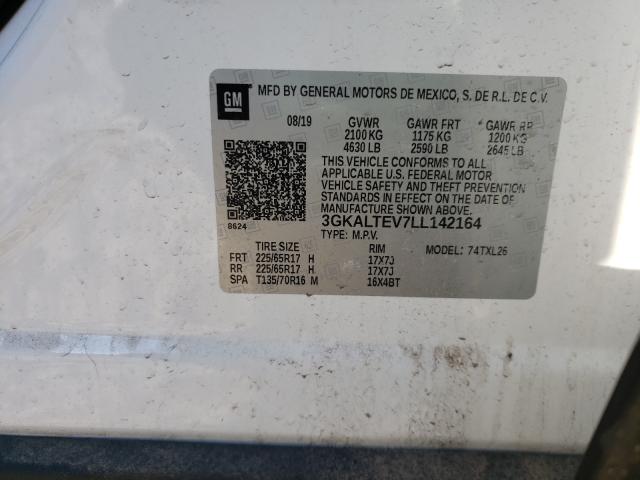 GM
MFD BY GENERAL MOTORS DE MEXICO, S. DE R.L. DE C.V.
08/19 GVWR GAWR FRT GAWR RR
2100 KG 1175 KG 1200 KG
4630 LB 2590 LB 2645 LB
THIS VEHICLE CONFORMS TO ALL
APPLICABLE U.S. FEDERAL MOTOR
VEHICLE SAFETY AND THEFT PREVENTION
STANDARDS IN EFFECT ON THE DATE OF
MANUFACTURE SHOWN ABOVE.
8624
3GKALTEV7LL142164
TYPE: M.P.V. MODEL: 74TXL26
TIRE SIZE RIM
FRT 225/65R17 H 17X7J
RR 225/65R17 H 17X7J
SPA T135/70R16 M 16X4BT